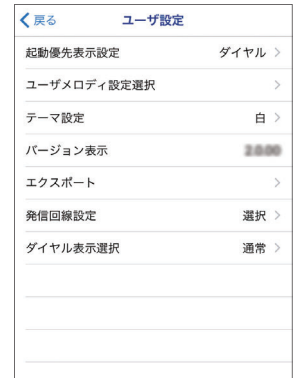 戻る ユーザ設定
起動優先表示設定 ダイヤル
ユーザメロディ設定選択
テーマ設定 白
バージョン表示
エクスポート
発信回線設定 選択
ダイヤル表示選択 通常